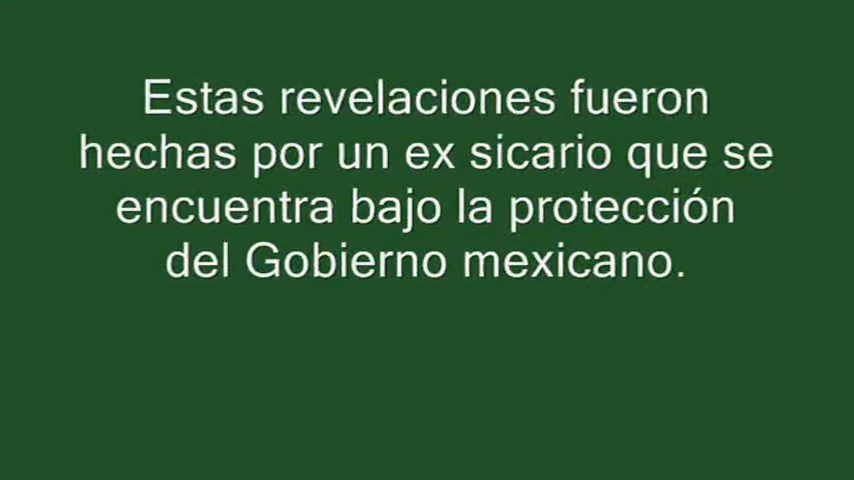 Estas revelaciones fueron
hechas por un ex sicario que se
encuentra bajo la protección
del Gobierno mexicano.